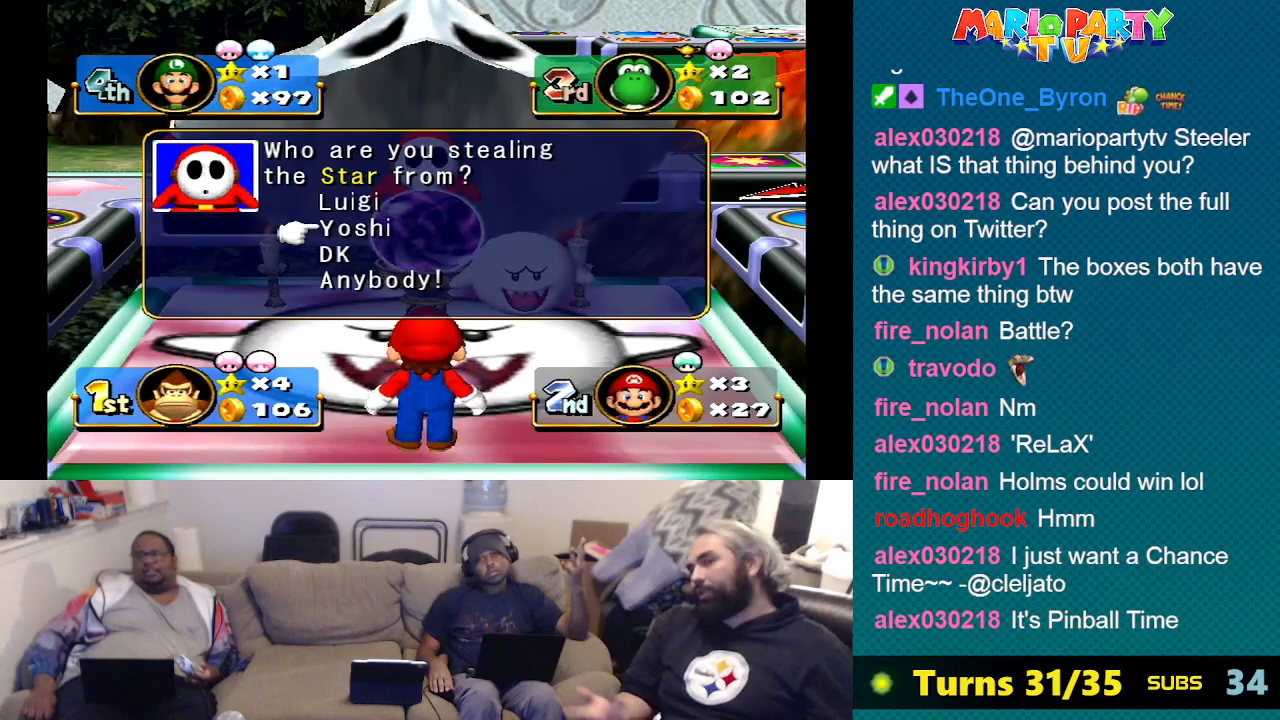 4th
×1
×97
3rd
×2
102
Who are you stealing
the Star from?
Luigi
Yoshi
DK
Anybody!
1st
×4
106
2nd
×3
×27
MARIO PARTY
TV
TheOne_Byron RIP CHANCE TIME!
alex030218 @mariopartytv Steeler
what IS that thing behind you?
alex030218 Can you post the full
thing on Twitter?
kingkirby1 The boxes both have
the same thing btw
fire_nolan Battle?
travodo
fire_nolan Nm
alex030218 'ReLaX'
fire_nolan Holms could win lol
roadhoghook Hmm
alex030218 I just want a Chance
Time~~ -@cleljato
alex030218 It's Pinball Time
Steelers
Turns 31/35 SUBS 34